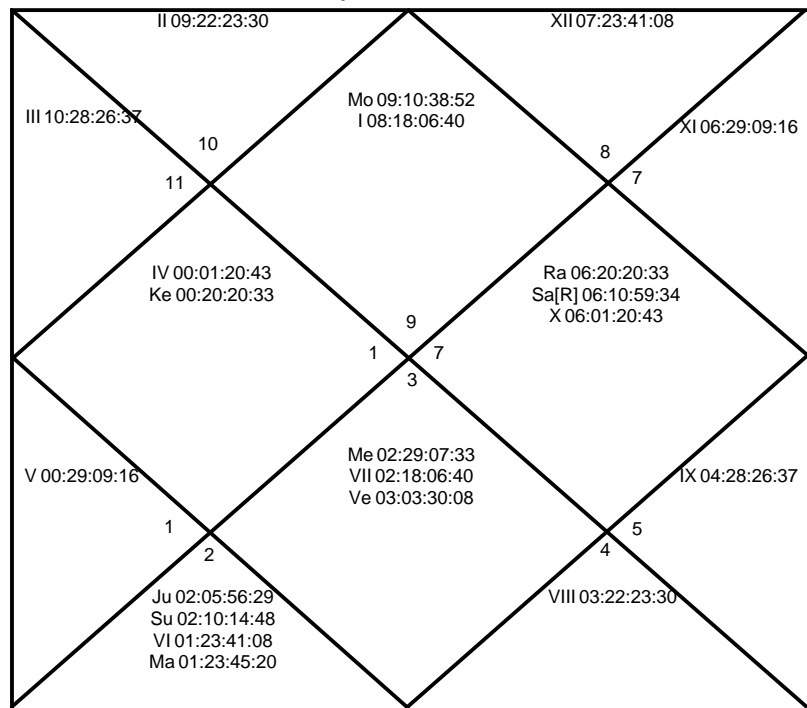 II 09:22:23:30
XII 07:23:41:08
Mo 09:10:38:52
I 08:18:06:40
III 10:28:26:37
XI 06:29:09:16
10
8
11
7
IV 00:01:20:43
Ke 00:20:20:33
Ra 06:20:20:33
Sa[R] 06:10:59:34
X 06:01:20:43
9
1
7
3
Me 02:29:07:33
VII 02:18:06:40
Ve 03:03:30:08
V 00:29:09:16
IX 04:28:26:37
1
2
5
4
Ju 02:05:56:29
Su 02:10:14:48
VI 01:23:41:08
Ma 01:23:45:20
VIII 03:22:23:30